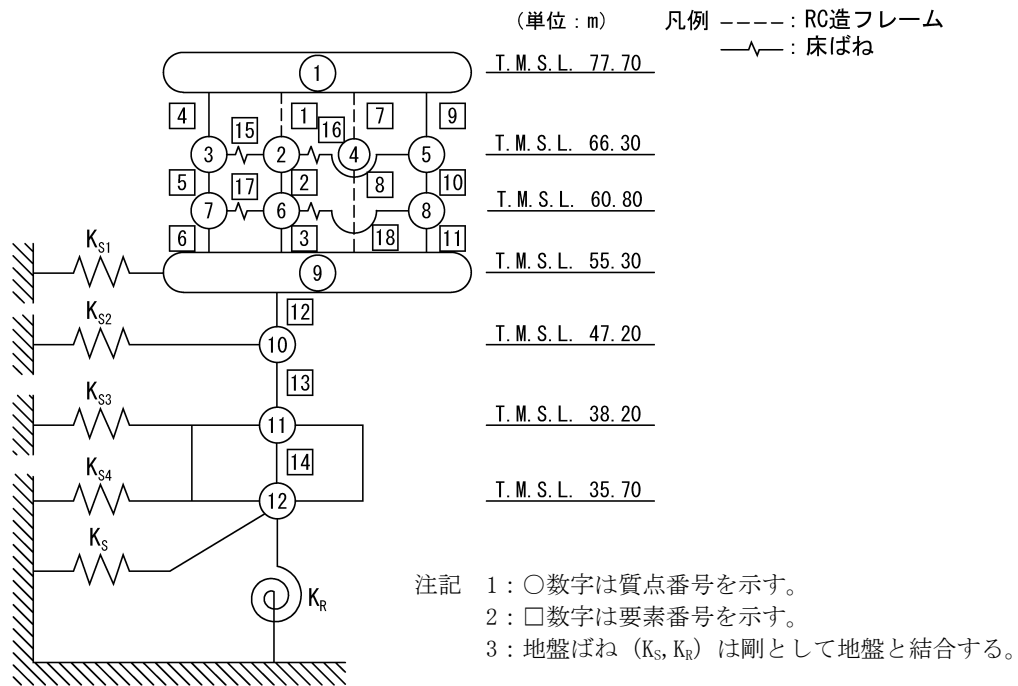 (単位：m)
凡例 ----：RC造フレーム
：床ばね
1 T.M.S.L. 77.70
4 1 7 9
15 16
3 2 4 5 T.M.S.L. 66.30
5 17 2 8 10
7 6 8 T.M.S.L. 60.80
6 3 18 11
KS1 9 T.M.S.L. 55.30
12
KS2 10 T.M.S.L. 47.20
13
KS3 11 T.M.S.L. 38.20
14
KS4 12 T.M.S.L. 35.70
KS
KR
注記 1：○数字は質点番号を示す。
2：□数字は要素番号を示す。
3：地盤ばね（KS,KR）は剛として地盤と結合する。